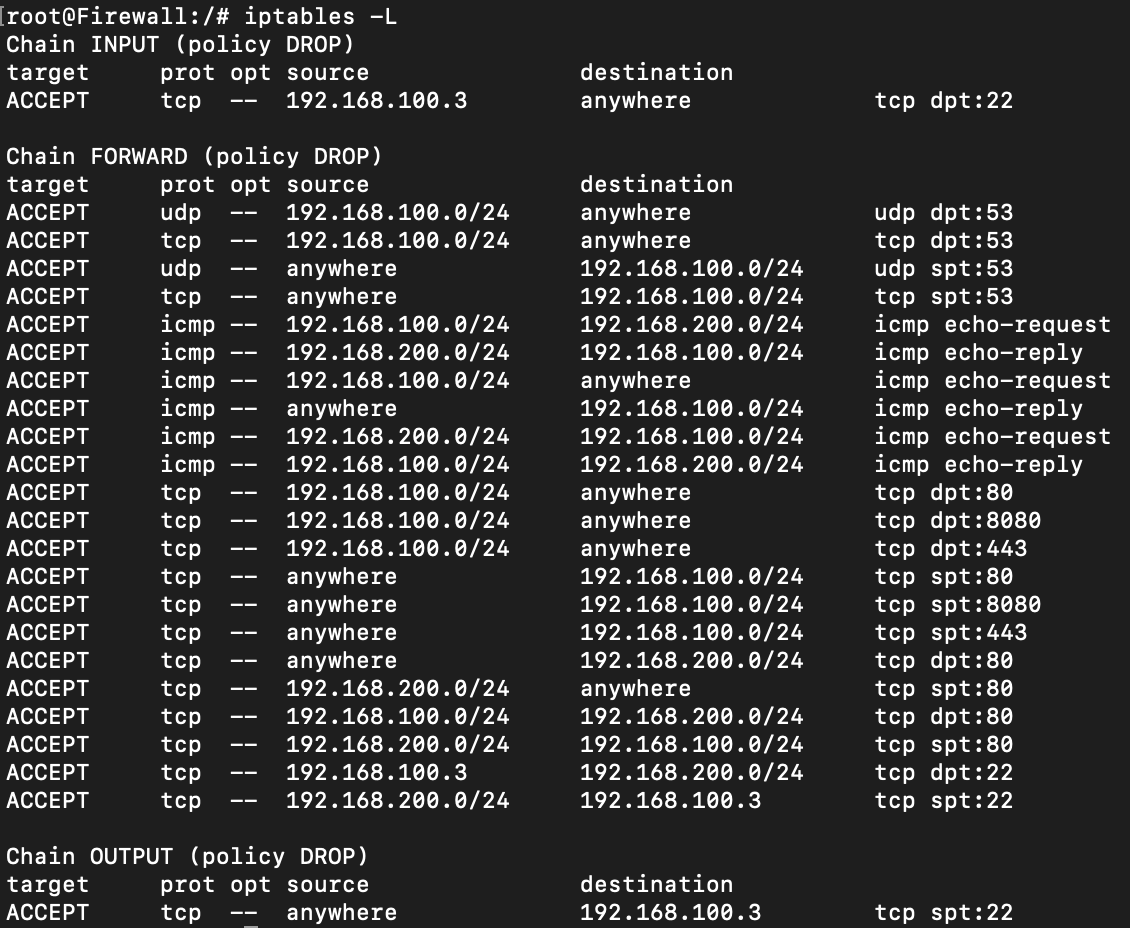 [root@Firewall:/# iptables -L
Chain INPUT (policy DROP)
target     prot opt source               destination
ACCEPT     tcp  --  192.168.100.3        anywhere             tcp dpt:22

Chain FORWARD (policy DROP)
target     prot opt source               destination
ACCEPT     udp  --  192.168.100.0/24     anywhere             udp dpt:53
ACCEPT     tcp  --  192.168.100.0/24     anywhere             tcp dpt:53
ACCEPT     udp  --  anywhere             192.168.100.0/24     udp spt:53
ACCEPT     tcp  --  anywhere             192.168.100.0/24     tcp spt:53
ACCEPT     icmp --  192.168.100.0/24     192.168.200.0/24     icmp echo-request
ACCEPT     icmp --  192.168.200.0/24     192.168.100.0/24     icmp echo-reply
ACCEPT     icmp --  192.168.100.0/24     anywhere             icmp echo-request
ACCEPT     icmp --  anywhere             192.168.100.0/24     icmp echo-reply
ACCEPT     icmp --  192.168.200.0/24     192.168.100.0/24     icmp echo-request
ACCEPT     icmp --  192.168.100.0/24     192.168.200.0/24     icmp echo-reply
ACCEPT     tcp  --  192.168.100.0/24     anywhere             tcp dpt:80
ACCEPT     tcp  --  192.168.100.0/24     anywhere             tcp dpt:8080
ACCEPT     tcp  --  192.168.100.0/24     anywhere             tcp dpt:443
ACCEPT     tcp  --  anywhere             192.168.100.0/24     tcp spt:80
ACCEPT     tcp  --  anywhere             192.168.100.0/24     tcp spt:8080
ACCEPT     tcp  --  anywhere             192.168.100.0/24     tcp spt:443
ACCEPT     tcp  --  anywhere             192.168.200.0/24     tcp dpt:80
ACCEPT     tcp  --  192.168.200.0/24     anywhere             tcp spt:80
ACCEPT     tcp  --  192.168.100.0/24     192.168.200.0/24     tcp dpt:80
ACCEPT     tcp  --  192.168.200.0/24     192.168.100.0/24     tcp spt:80
ACCEPT     tcp  --  192.168.100.3        192.168.200.0/24     tcp dpt:22
ACCEPT     tcp  --  192.168.200.0/24     192.168.100.3        tcp spt:22

Chain OUTPUT (policy DROP)
target     prot opt source               destination
ACCEPT     tcp  --  anywhere             192.168.100.3        tcp spt:22